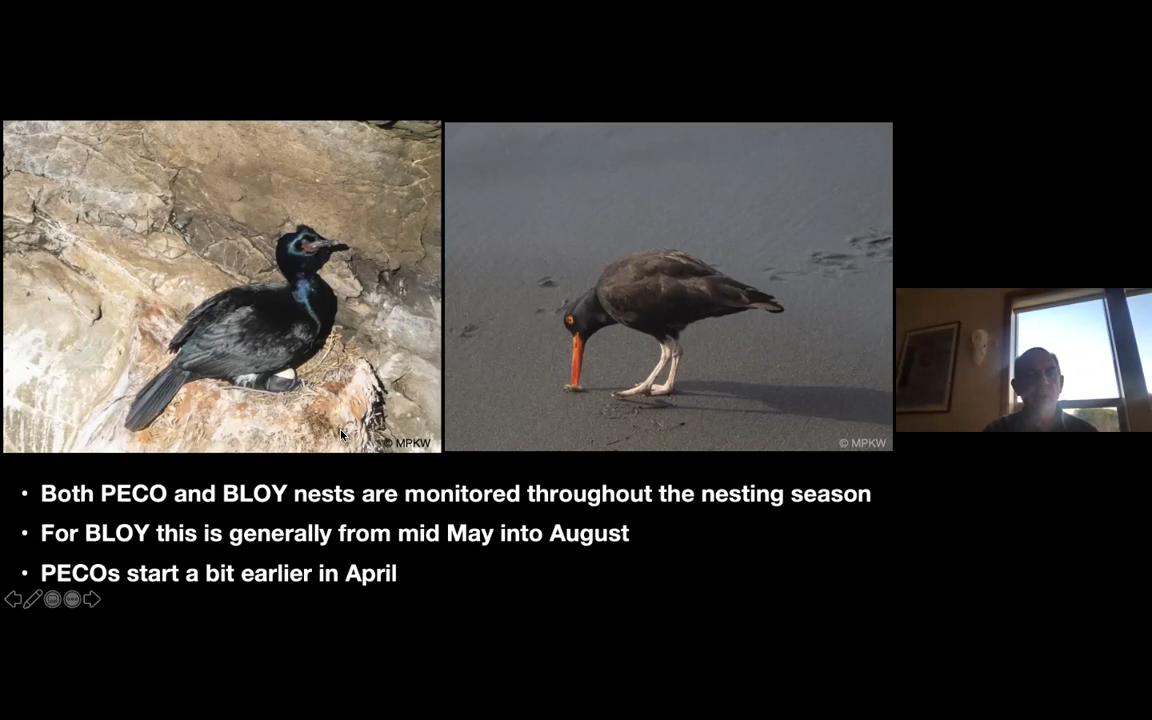 © MPKW
© MPKW
• Both PECO and BLOY nests are monitored throughout the nesting season
• For BLOY this is generally from mid May into August
• PECOs start a bit earlier in April